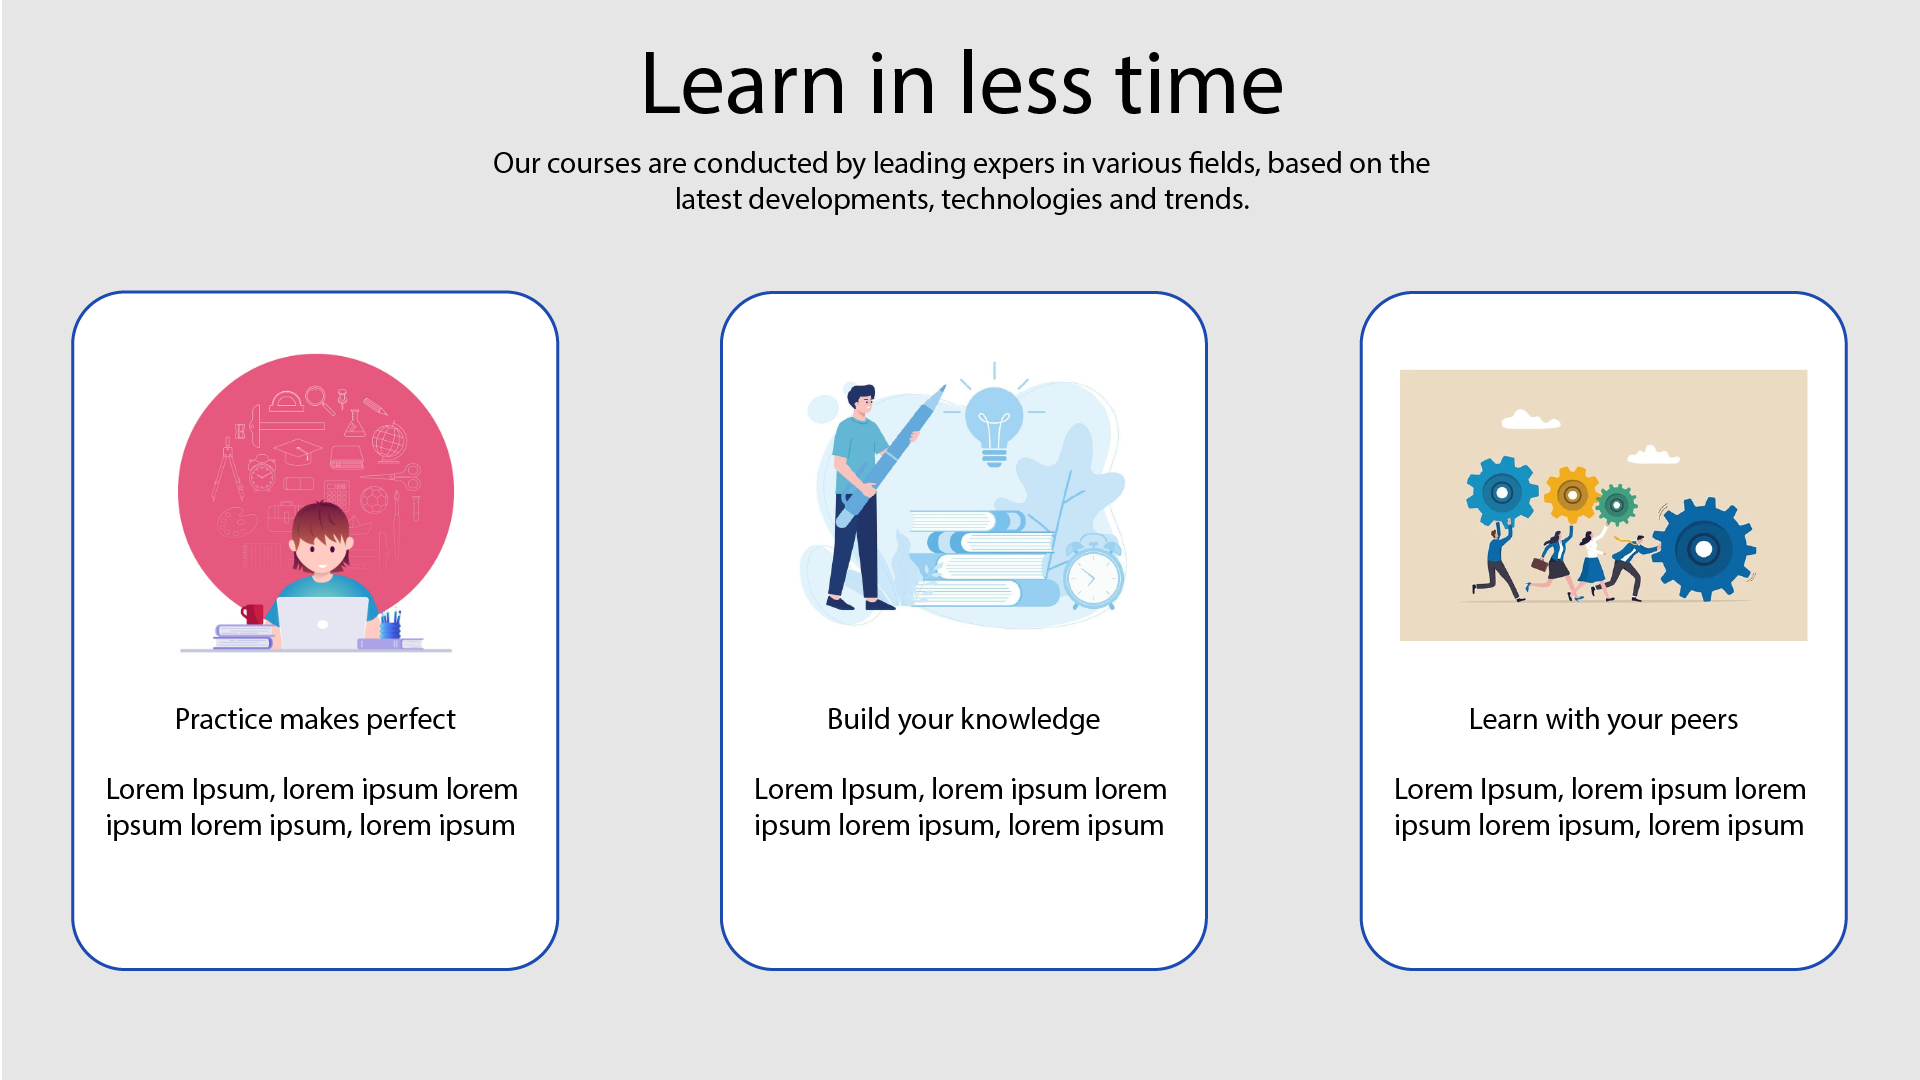 Learn in less time
Our courses are conducted by leading expers in various fields, based on the
latest developments, technologies and trends.
Practice makes perfect
Lorem Ipsum, lorem ipsum lorem
ipsum lorem ipsum, lorem ipsum
Build your knowledge
Lorem Ipsum, lorem ipsum lorem
ipsum lorem ipsum, lorem ipsum
Learn with your peers
Lorem Ipsum, lorem ipsum lorem
ipsum lorem ipsum, lorem ipsum